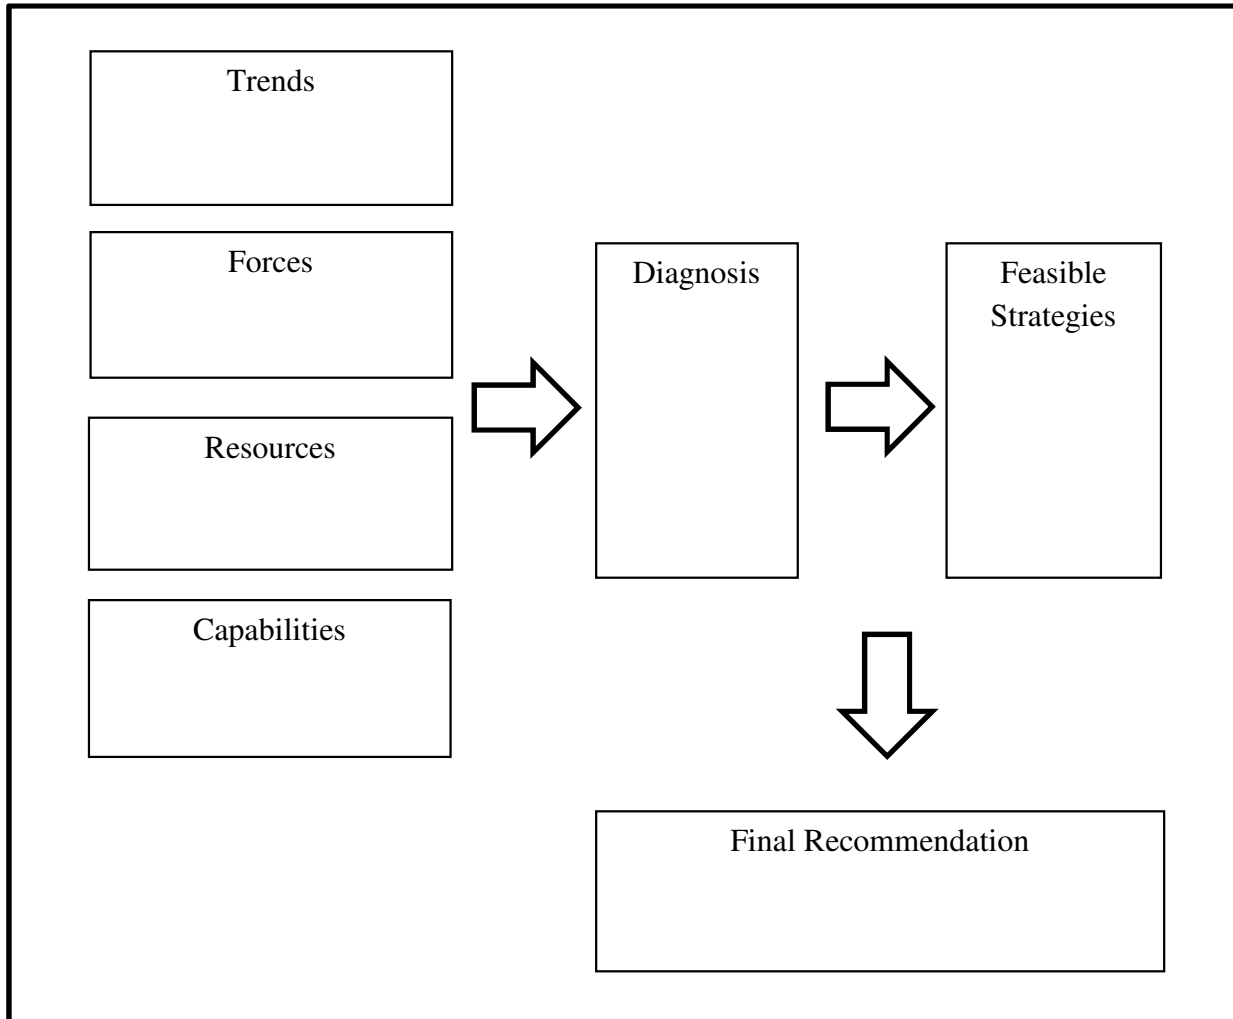 Trends
Forces
Resources
Capabilities
Diagnosis
Feasible
Strategies
Final Recommendation